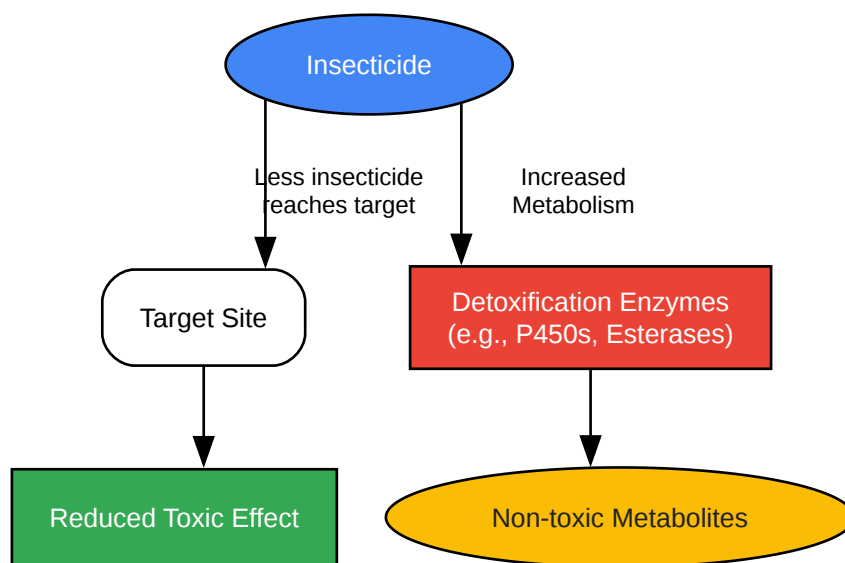 Insecticide
Less insecticide
reaches target
Increased
Metabolism
Target Site
Detoxification Enzymes
(e.g., P450s, Esterases)
Reduced Toxic Effect
Non-toxic Metabolites